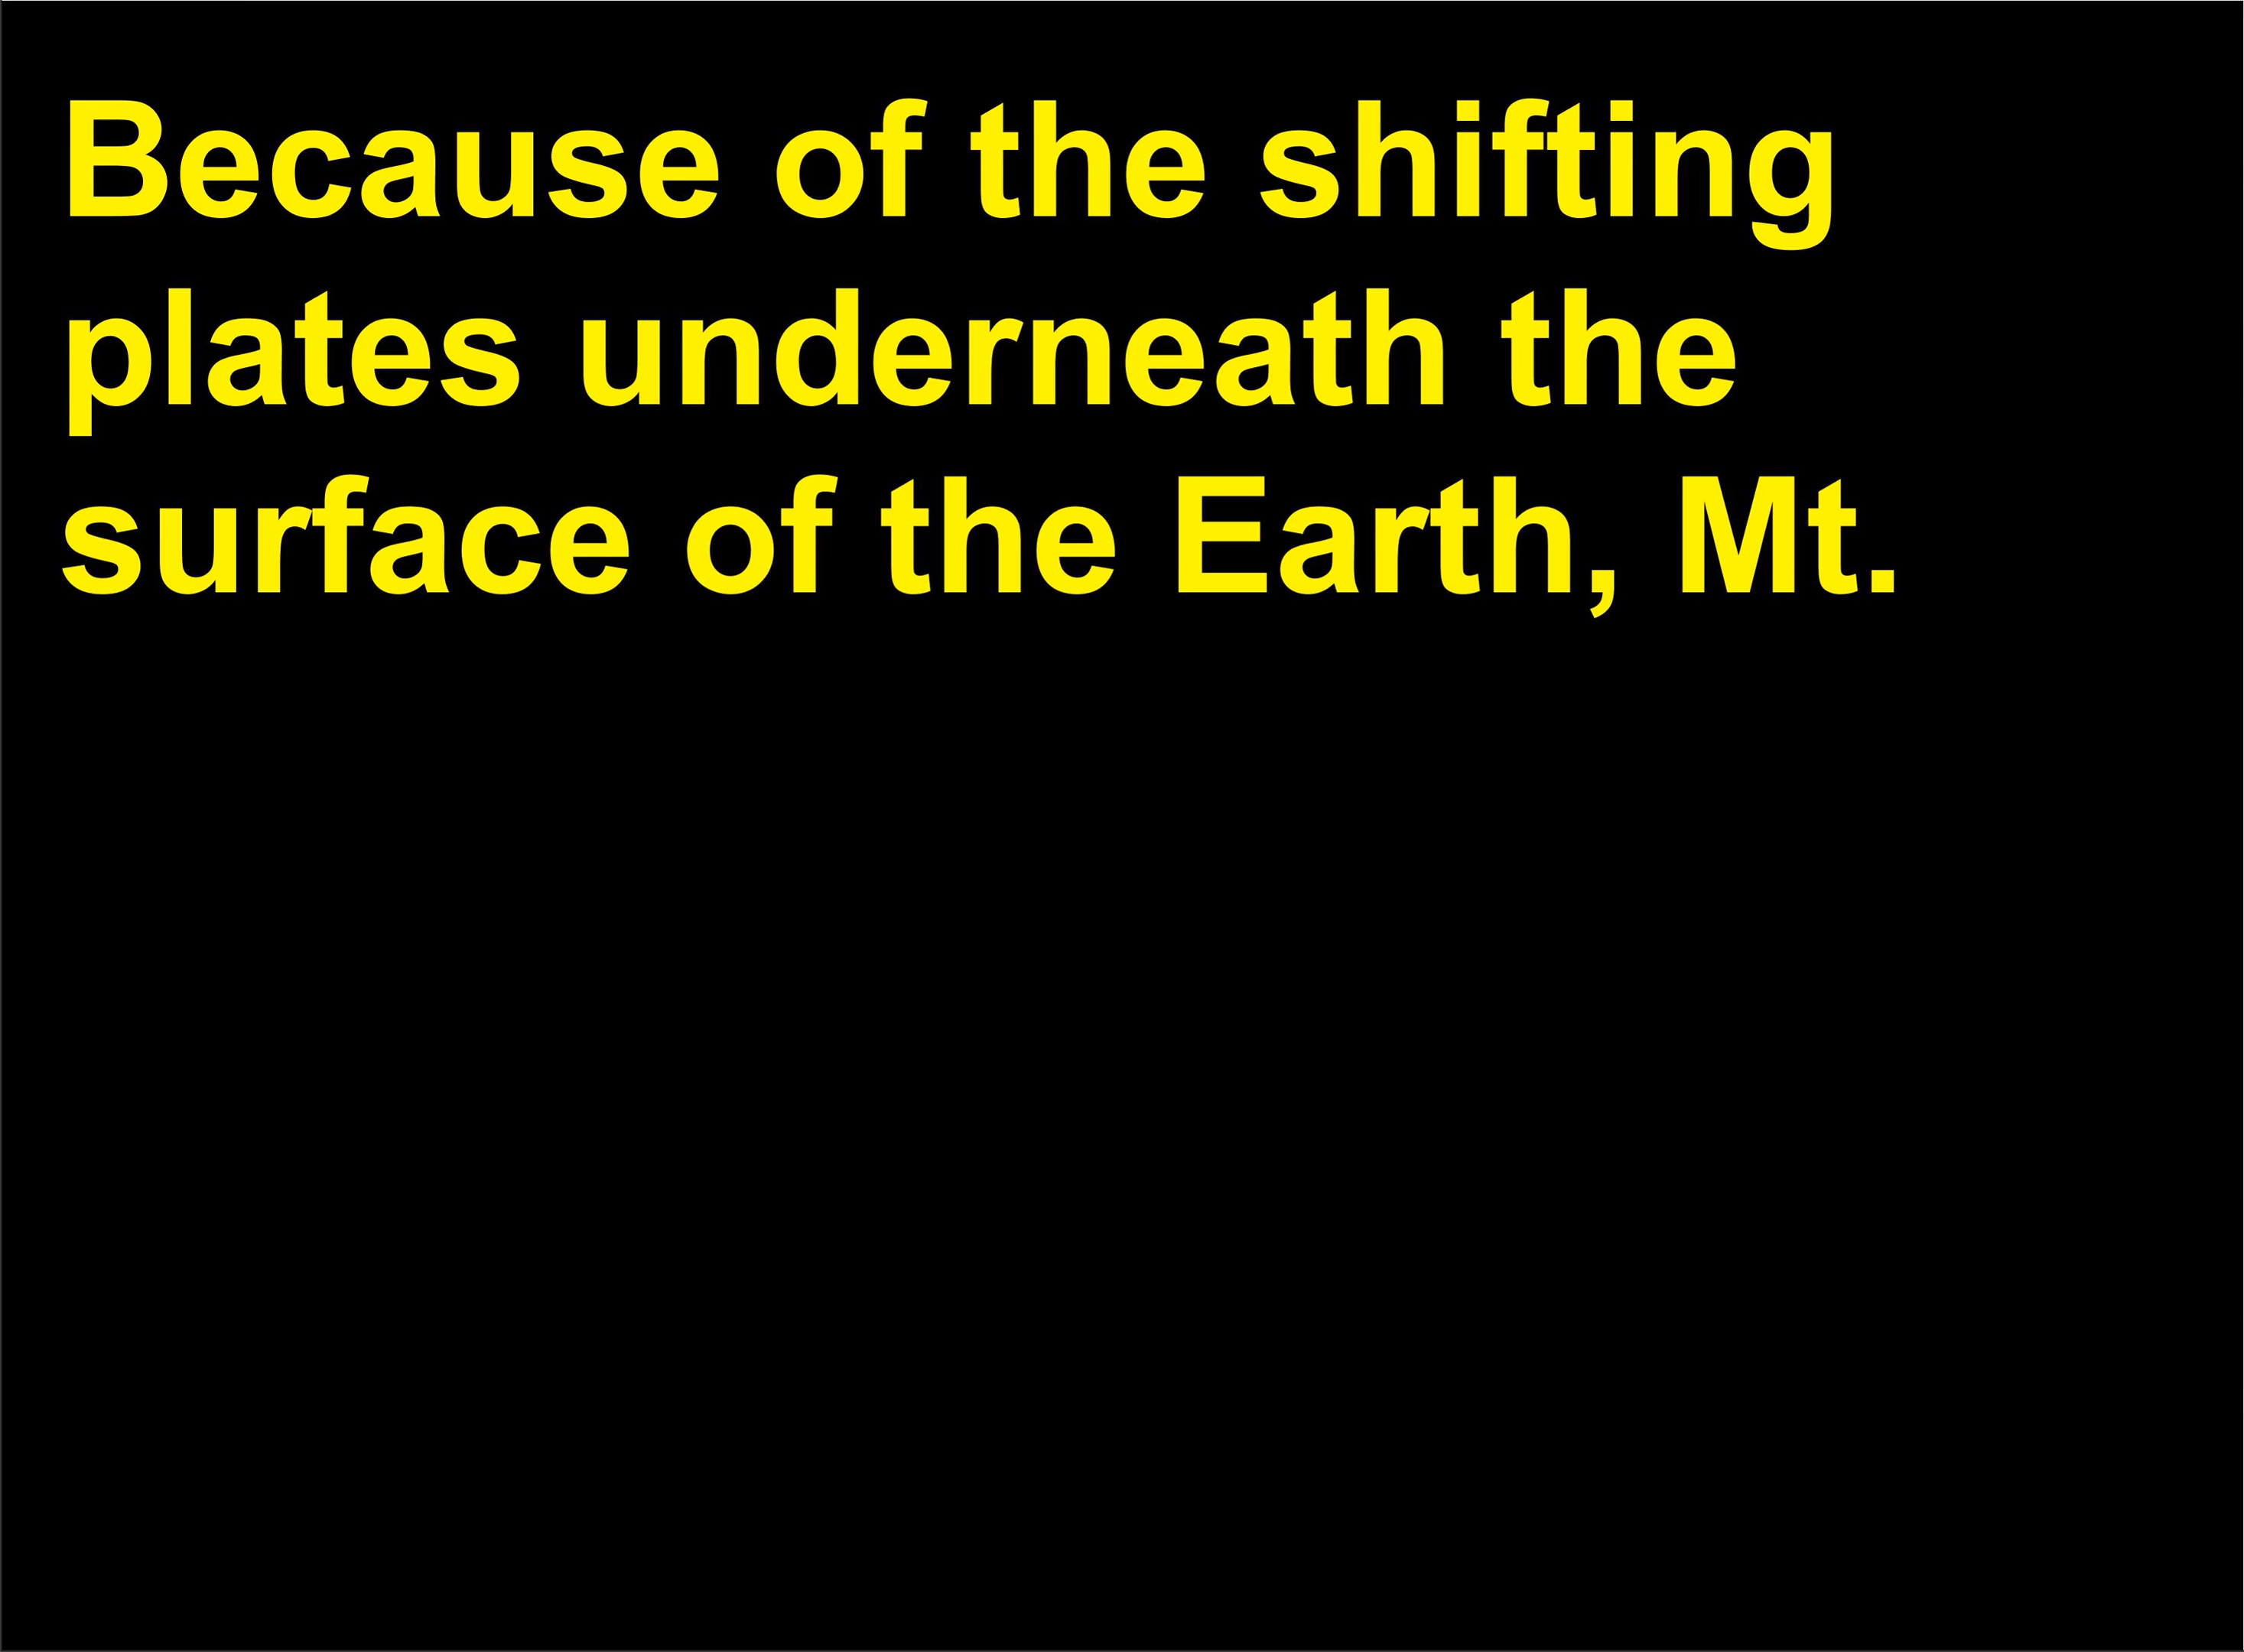 Because of the shifting
plates underneath the
surface of the Earth, Mt.